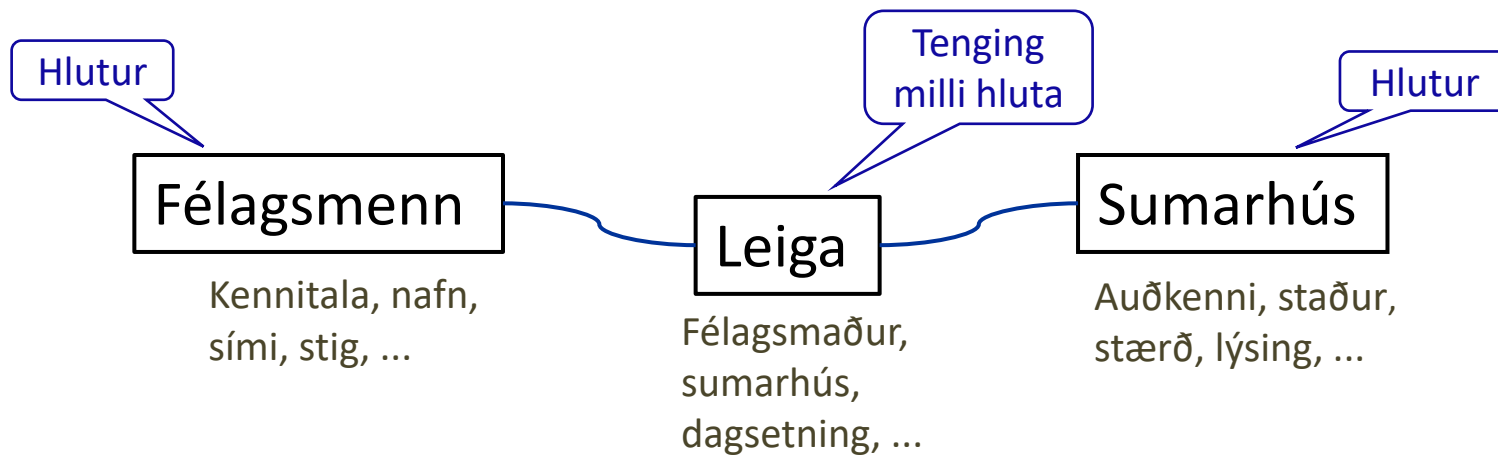 Hlutur
Tenging
milli hluta
Hlutur
Félagsmenn
Leiga
Sumarhús
Kennitala, nafn,
sími, stig, ...
Félagsmaður,
sumarhús,
dagsetning, ...
Auðkenni, staður,
stærð, lýsing, ...